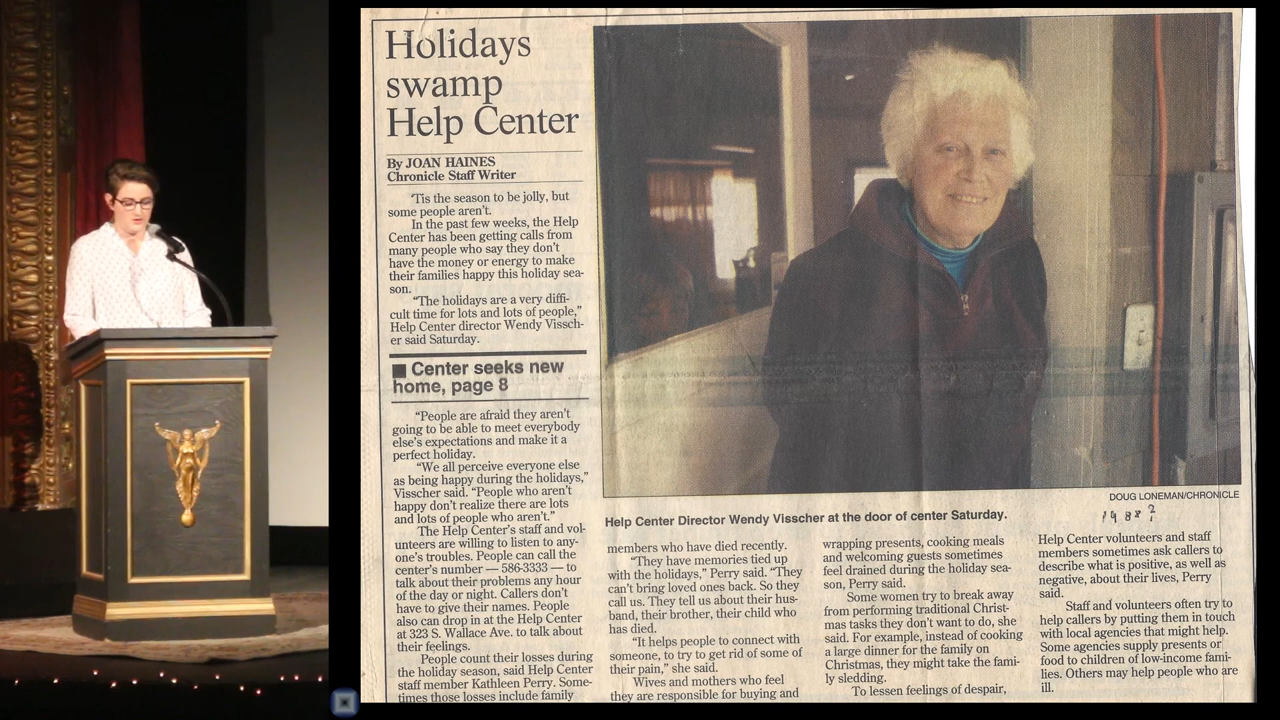 Holidays
swamp
Help Center
By JOAN HAINES
Chronicle Staff Writer
'Tis the season to be jolly, but
some people aren't.
In the past few weeks, the Help
Center has been getting calls from
many people who say they don't
have the money or energy to make
their families happy this holiday sea-
son.
"The holidays are a very diffi-
cult time for lots and lots of people,"
Help Center director Wendy Vissch-
er said Saturday.
■ Center seeks new
home, page 8
"People are afraid they aren't
going to be able to meet everybody
else's expectations and make it a
perfect holiday.
"We all perceive everyone else
as being happy during the holidays,"
Visscher said. "People who aren't
happy don't realize there are lots
and lots of people who aren't."
The Help Center's staff and vol-
unteers are willing to listen to any-
one's troubles. People can call the
center's number — 586-3333 — to
talk about their problems any hour
of the day or night. Callers don't
have to give their names. People
also can drop in at the Help Center
at 323 S. Wallace Ave. to talk about
their feelings.
People count their losses during
the holiday season, said Help Center
staff member Kathleen Perry. Some-
times those losses include family
DOUG LONEMAN/CHRONICLE
Help Center Director Wendy Visscher at the door of center Saturday.
1988?
members who have died recently.
"They have memories tied up
with the holidays," Perry said. "They
can't bring loved ones back. So they
call us. They tell us about their hus-
band, their brother, their child who
has died.
"It helps people to connect with
someone, to try to get rid of some of
their pain," she said.
Wives and mothers who feel
they are responsible for buying and
wrapping presents, cooking meals
and welcoming guests sometimes
feel drained during the holiday sea-
son, Perry said.
Some women try to break away
from performing traditional Christ-
mas tasks they don't want to do, she
said. For example, instead of cooking
a large dinner for the family on
Christmas, they might take the fami-
ly sledding.
To lessen feelings of despair,
Help Center volunteers and staff
members sometimes ask callers to
describe what is positive, as well as
negative, about their lives, Perry
said.
Staff and volunteers often try to
help callers by putting them in touch
with local agencies that might help.
Some agencies supply presents or
food to children of low-income fami-
lies. Others may help people who are
ill.